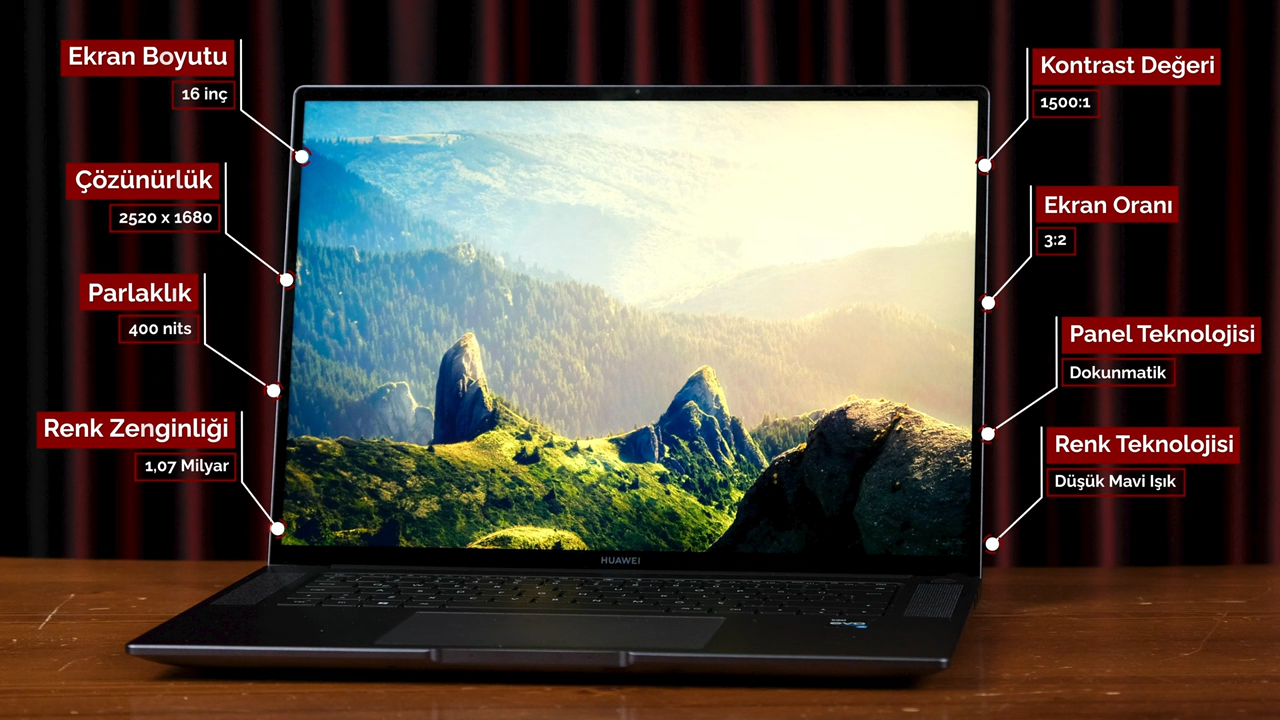 Ekran Boyutu
16 inç
Çözünürlük
2520 x 1680
Parlaklık
400 nits
Renk Zenginliği
1,07 Milyar
Kontrast Değeri
1500:1
Ekran Oranı
3:2
Panel Teknolojisi
Dokunmatik
Renk Teknolojisi
Düşük Mavi Işık
HUAWEI
evo